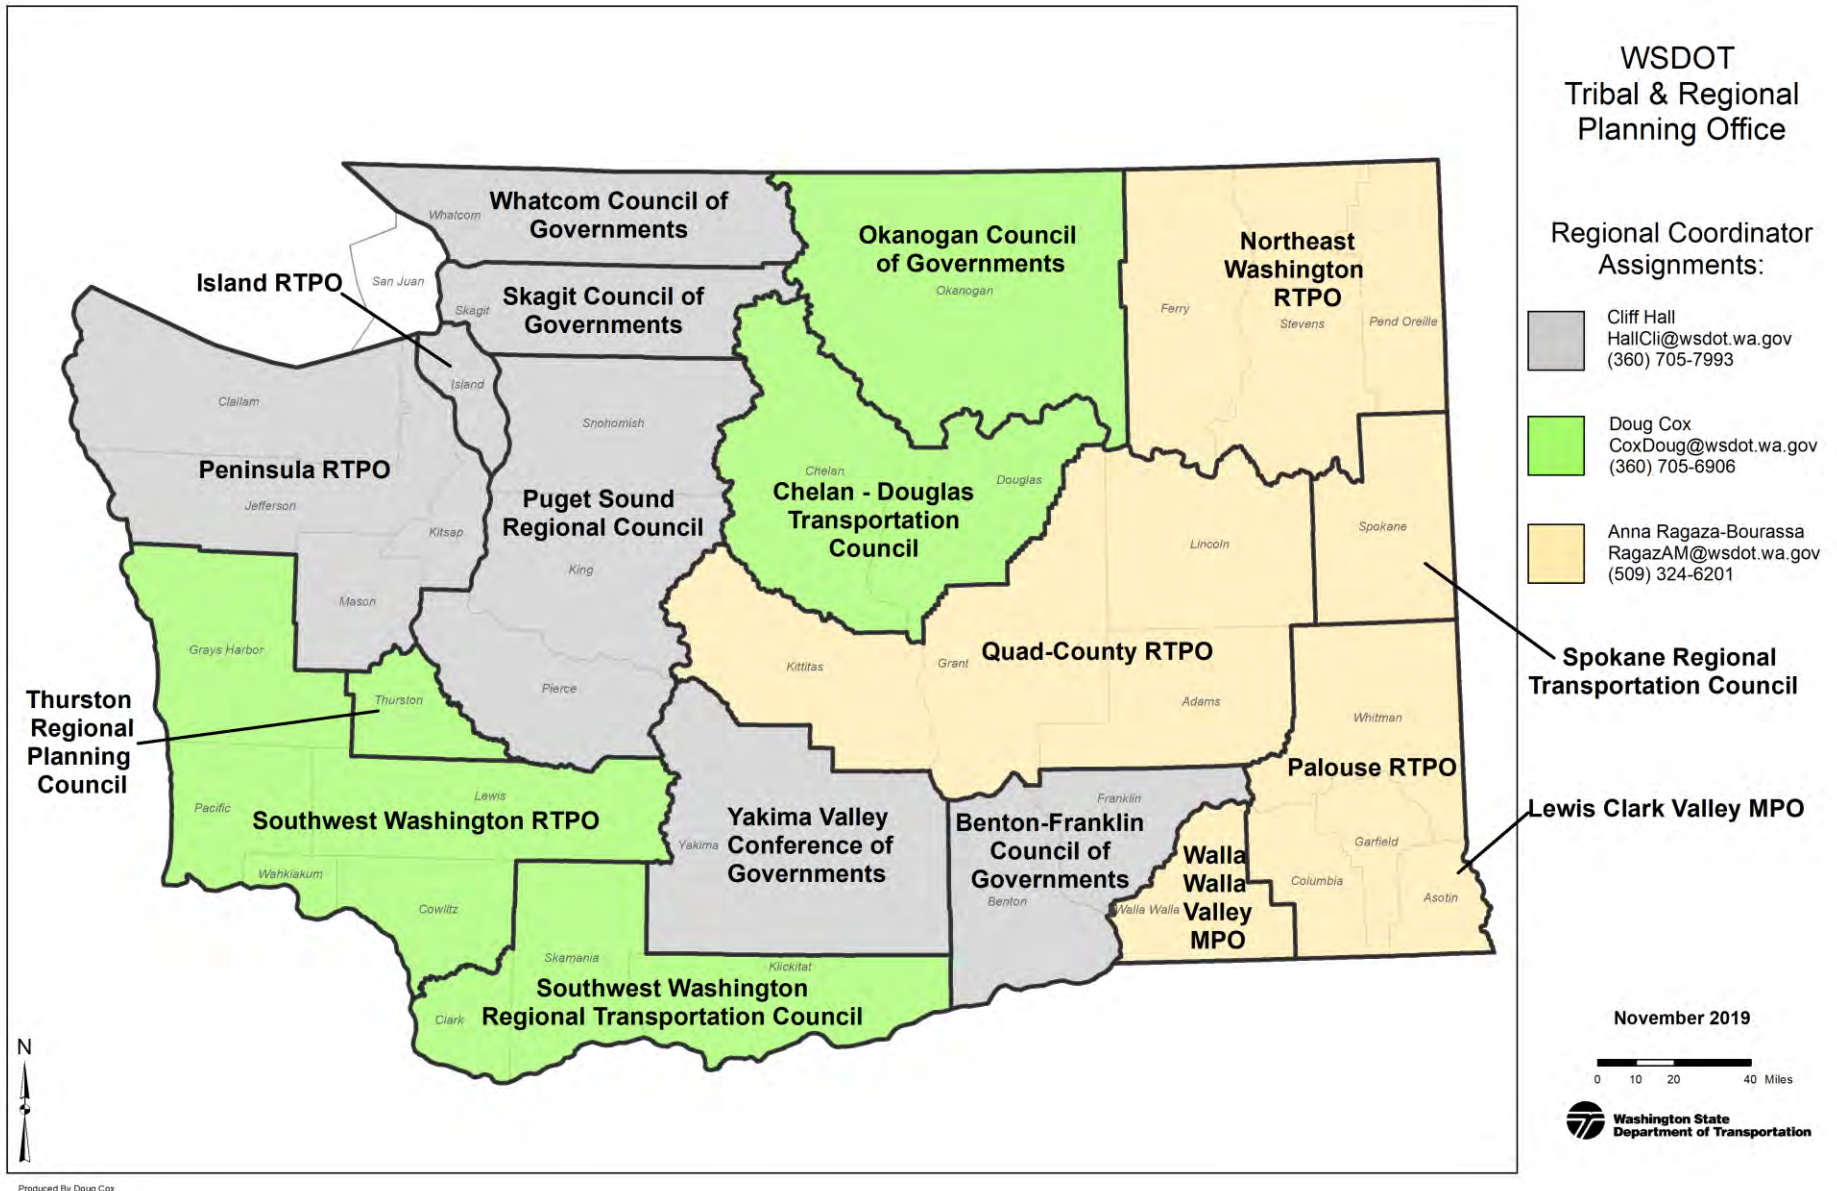 WSDOT
Tribal & Regional
Planning Office
Regional Coordinator
Assignments:
Cliff Hall
HallCli@wsdot.wa.gov
(360) 705-7993
Doug Cox
CoxDoug@wsdot.wa.gov
(360) 705-6906
Anna Ragaza-Bourassa
RagazAM@wsdot.wa.gov
(509) 324-6201
Whatcom Council of
Governments
Whatcom
Island RTPO
San Juan
Skagit Council of
Governments
Skagit
Island
Okanogan Council
of Governments
Okanogan
Northeast
Washington
RTPO
Ferry
Stevens
Pend Oreille
Clallam
Peninsula RTPO
Jefferson
Kitsap
Mason
Snohomish
Puget Sound
Regional Council
King
Pierce
Chelan
Douglas
Chelan - Douglas
Transportation
Council
Lincoln
Spokane
Spokane Regional
Transportation Council
Quad-County RTPO
Kittitas
Grant
Adams
Grays Harbor
Thurston
Thurston
Regional
Planning
Council
Pacific
Lewis
Southwest Washington RTPO
Wahkiakum
Cowlitz
Yakima Valley
Conference of
Governments
Yakima
Franklin
Benton-Franklin
Council of
Governments
Benton
Whitman
Palouse RTPO
Garfield
Columbia
Asotin
Lewis Clark Valley MPO
Walla
Walla
Valley
MPO
Walla Walla
Skamania
Klickitat
Southwest Washington
Regional Transportation Council
Clark
N
November 2019
0 10 20 40 Miles
Washington State
Department of Transportation
Produced By Doug Cox